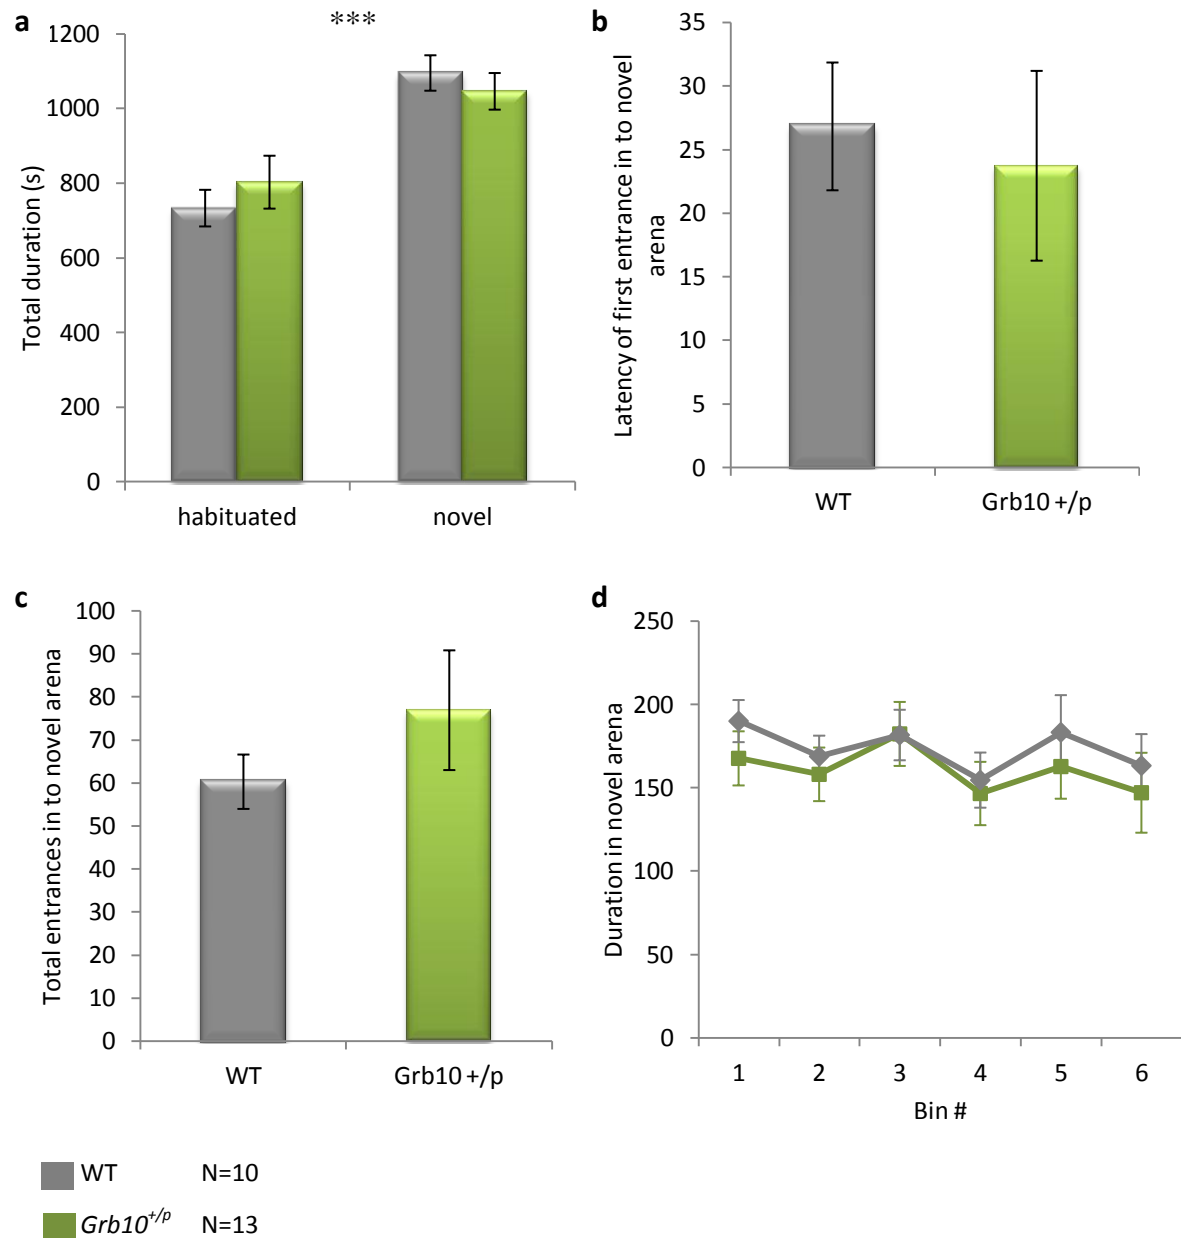 a
***
1200
1000
800
600
400
200
0
Total duration (s)
habituated
novel
b
35
30
25
20
15
10
5
0
Latency of first entrance in to novel
arena
WT
Grb10 +/p
c
100
90
80
70
60
50
40
30
20
10
0
Total entrances in to novel arena
WT
Grb10 +/p
d
250
200
150
100
50
0
Duration in novel arena
1 2 3 4 5 6
Bin #
WT N=10
Grb10+/p N=13